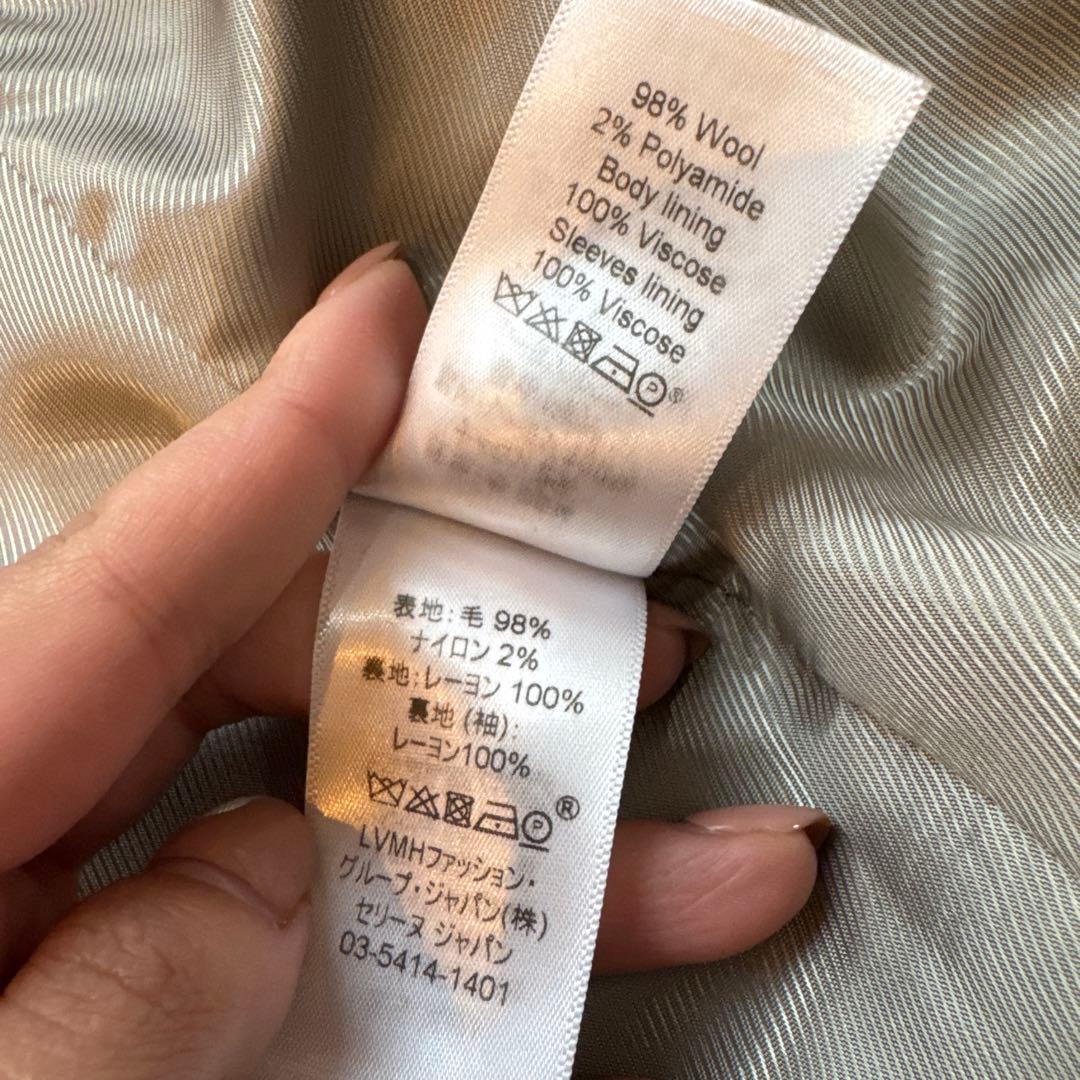 98% Wool
2% Polyamide
Body lining
100% Viscose
Sleeves lining
100% Viscose
P ®
表地: 毛 98%
ナイロン 2%
裏地: レーヨン 100%
裏地 (袖):
レーヨン100%
P ®
LVMHファッション・
グループ・ジャパン(株)
セリーヌ ジャパン
03-5414-1401